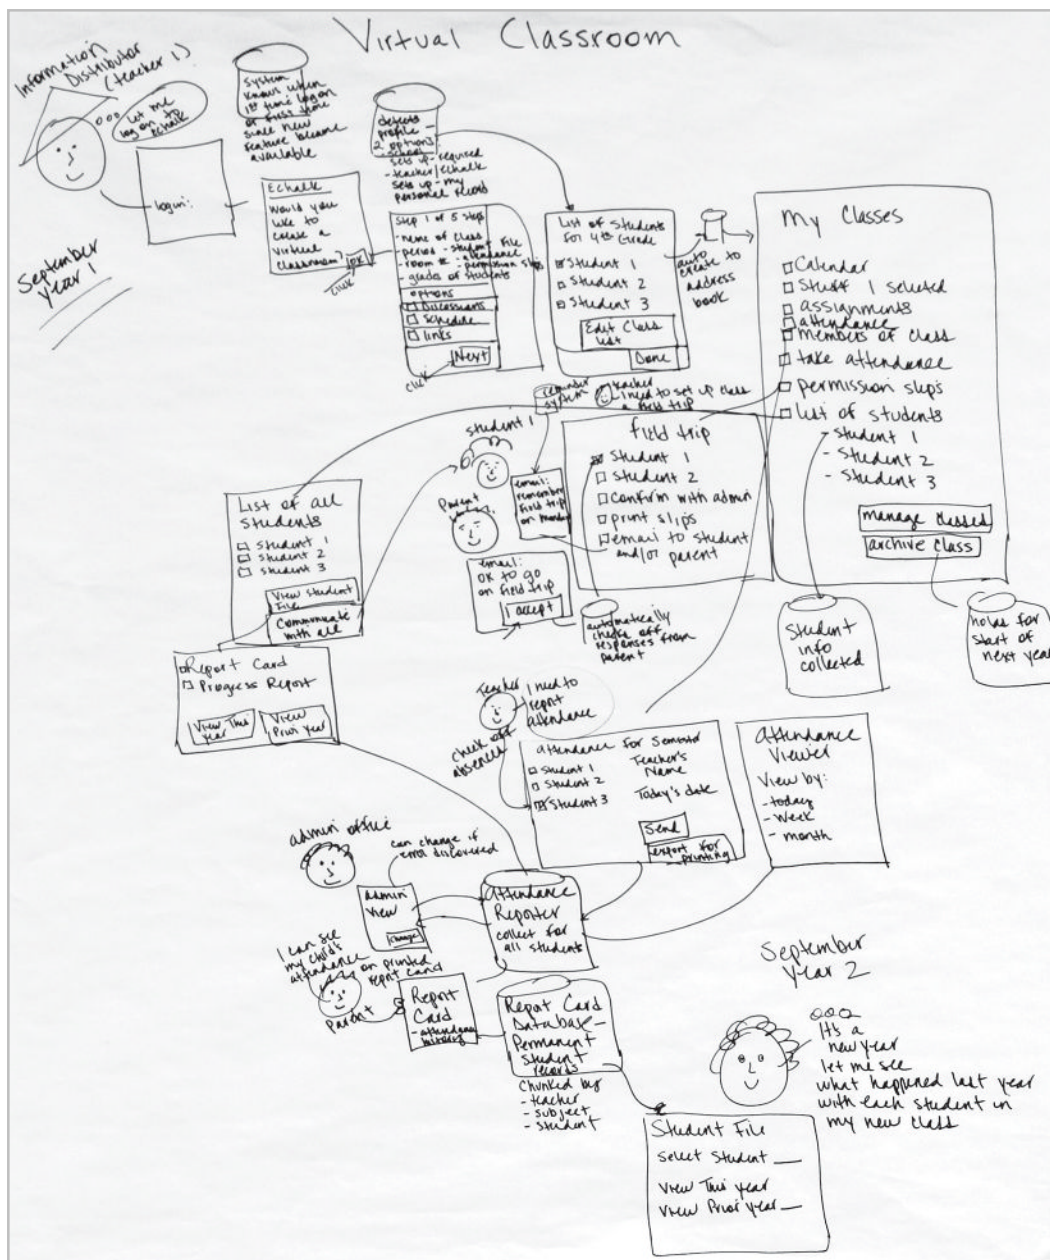 Virtual Classroom
Information
Distributor
(teacher 1)
let me
log on to
echalk
System
knows when
1st time logon
or first time
since new
feature became
available
detects
profile
2 options:
- school
sets up - required
- teacher/echalk
sets up - my
personal record
login:
Echalk
Would you
like to
create a
virtual
classroom?
OK
click
September
Year 1
Step 1 of 5 steps
- name of class
- period - student file
- room # - attendance
- permission slips
- grades of students
options
Discussions
Schedule
links
Next
click
List of Students
for 4th Grade
Student 1
Student 2
Student 3
Edit Class
List
Done
auto
create to
address
book
My Classes
Calendar
Stuff I selected
assignments
attendance
members of class
take attendance
permission slips
list of students
- Student 1
- Student 2
- Student 3
manage classes
archive class
reminder
system
teacher
I need to set up class
a field trip
field trip
Student 1
Student 2
Confirm with admin
print slips
email to student
and/or parent
student 1
Parent
email:
remember
field trip
on Monday
email:
OK to go
on field trip
I accept
automatically
checks off
responses from
parent
List of all
Students
Student 1
Student 2
Student 3
View Student
File
Communicate
with all
Student
info
collected
holds for
start of
next year
Report Card
Progress Report
View This
year
View
Prior year
Teacher
I need to
report
attendance
check off
absences
attendance for Semester
Student 1
Student 2
Student 3
Teacher's
Name
Today's date
Send
export for
printing
Attendance
Viewer
View by:
- today
- Week
- month
admin office
can change if
error discovered
admin
view
change
Attendance
Reporter
collect for
all students
I can see
my child's
attendance
on printed
report card
Parent
Report
Card
- attendance
history
Report Card
Database -
Permanent
Student
records
Chunked by
- teacher
- subject
- student
September
Year 2
It's a
new year
let me see
what happened last year
with each student in
my new class
Student File
Select Student __
View This year
View Prior year __